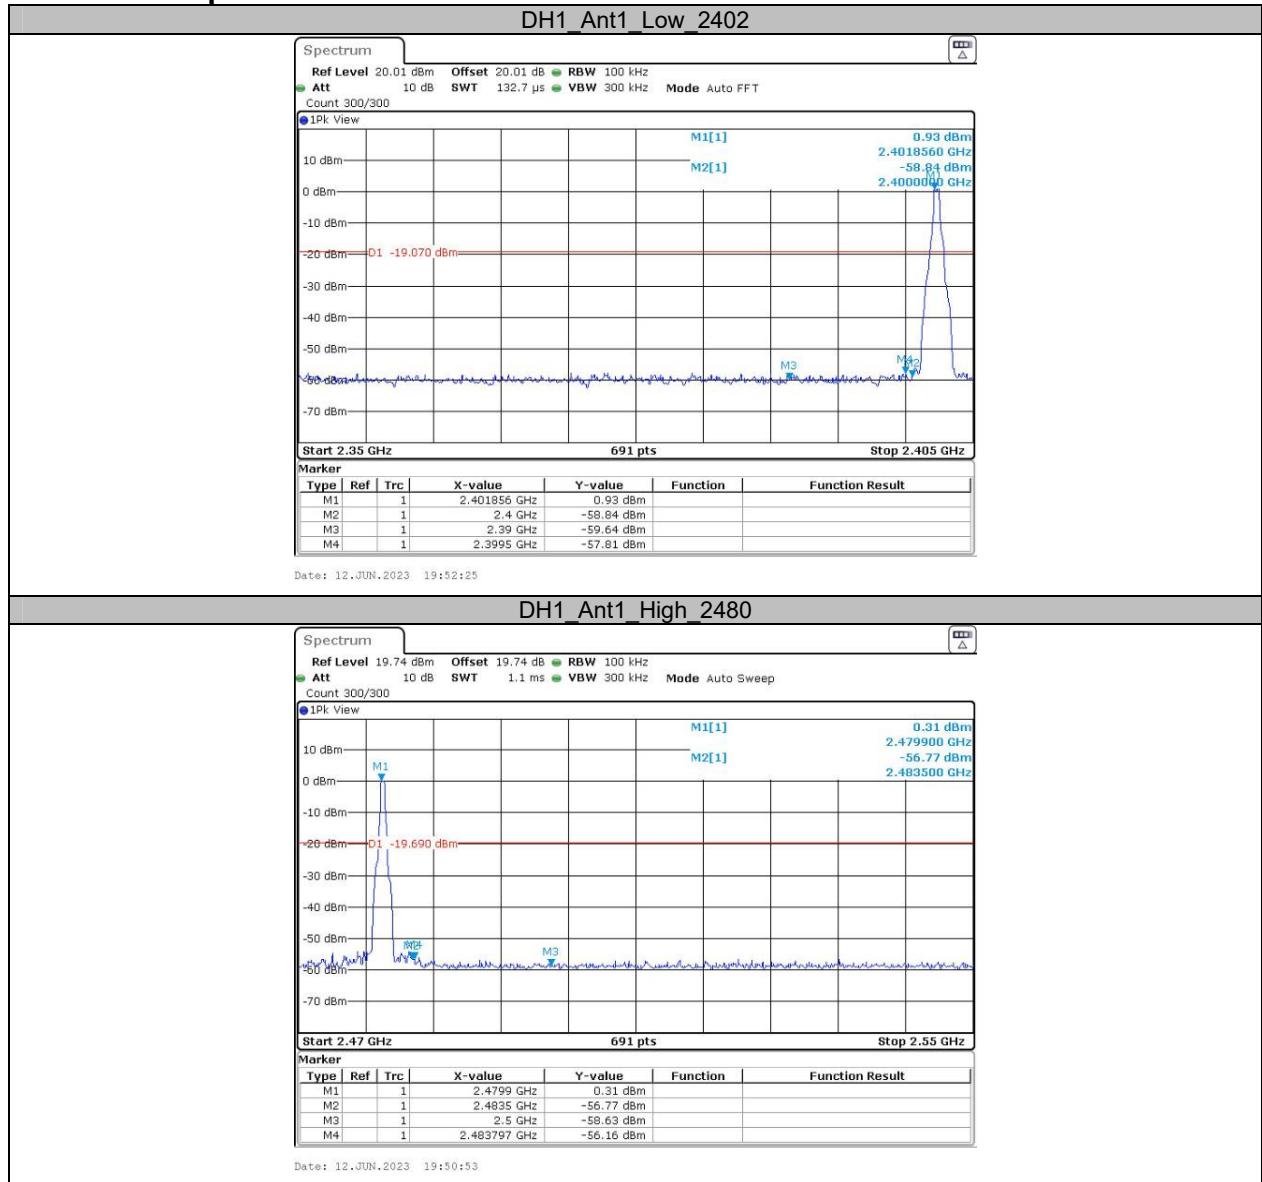 DH1_Ant1_Low_2402
Spectrum
Ref Level 20.01 dBm Offset 20.01 dB RBW 100 kHz
Att 10 dB SWT 132.7 µs VBW 300 kHz Mode Auto FFT
Count 300/300
1Pk View
M1[1] 0.93 dBm
2.4018560 GHz
M2[1] -58.84 dBm
2.4000000 GHz
M1
10 dBm
0 dBm
-10 dBm
-20 dBm
D1 -19.070 dBm
-30 dBm
-40 dBm
-50 dBm
M3
M4
M2
-60 dBm
-70 dBm
Start 2.35 GHz 691 pts Stop 2.405 GHz
Marker
Type Ref Trc X-value Y-value Function Function Result
M1 1 2.401856 GHz 0.93 dBm
M2 1 2.4 GHz -58.84 dBm
M3 1 2.39 GHz -59.64 dBm
M4 1 2.3995 GHz -57.81 dBm
Date: 12.JUN.2023 19:52:25
DH1_Ant1_High_2480
Spectrum
Ref Level 19.74 dBm Offset 19.74 dB RBW 100 kHz
Att 10 dB SWT 1.1 ms VBW 300 kHz Mode Auto Sweep
Count 300/300
1Pk View
M1[1] 0.31 dBm
2.479900 GHz
M2[1] -56.77 dBm
2.483500 GHz
10 dBm
M1
0 dBm
-10 dBm
-20 dBm
D1 -19.690 dBm
-30 dBm
-40 dBm
-50 dBm
M2
M4
M3
-60 dBm
-70 dBm
Start 2.47 GHz 691 pts Stop 2.55 GHz
Marker
Type Ref Trc X-value Y-value Function Function Result
M1 1 2.4799 GHz 0.31 dBm
M2 1 2.4835 GHz -56.77 dBm
M3 1 2.5 GHz -58.63 dBm
M4 1 2.483797 GHz -56.16 dBm
Date: 12.JUN.2023 19:50:53